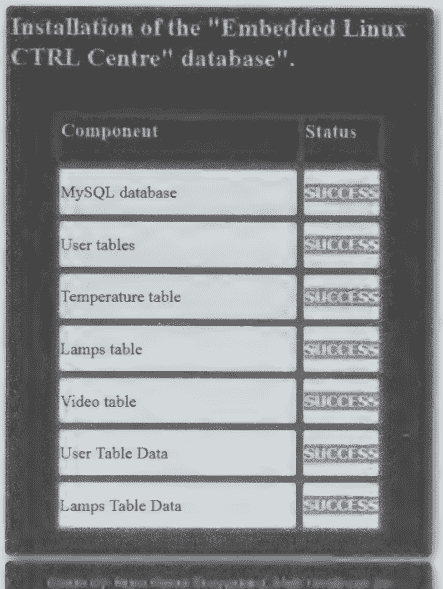 Installation of the "Embedded Linux
CTRL Centre" database".
Component Status
MySQL database SUCCESS
User tables SUCCESS
Temperature table SUCCESS
Lamps table SUCCESS
Video table SUCCESS
User Table Data SUCCESS
Lamps Table Data SUCCESS